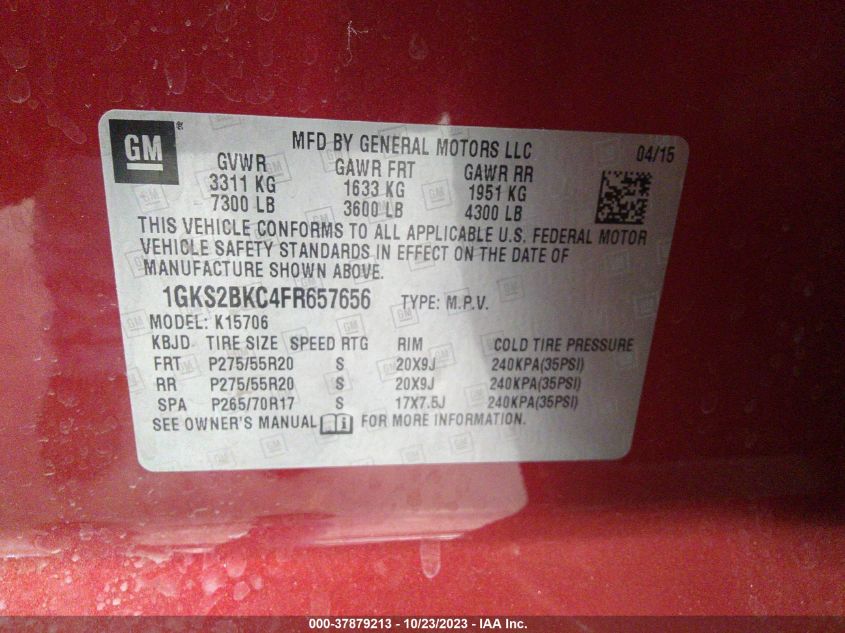 GM ®
MFD BY GENERAL MOTORS LLC 04/15
GVWR GAWR FRT GAWR RR
3311 KG 1633 KG 1951 KG
7300 LB 3600 LB 4300 LB
THIS VEHICLE CONFORMS TO ALL APPLICABLE U.S. FEDERAL MOTOR
VEHICLE SAFETY STANDARDS IN EFFECT ON THE DATE OF
MANUFACTURE SHOWN ABOVE.
1GKS2BKC4FR657656 TYPE: M.P.V.
MODEL: K15706
KBJD TIRE SIZE SPEED RTG RIM COLD TIRE PRESSURE
FRT P275/55R20 S 20X9J 240KPA(35PSI)
RR P275/55R20 S 20X9J 240KPA(35PSI)
SPA P265/70R17 S 17X7.5J 240KPA(35PSI)
SEE OWNER'S MANUAL FOR MORE INFORMATION.
000-37879213 - 10/23/2023 - IAA Inc.